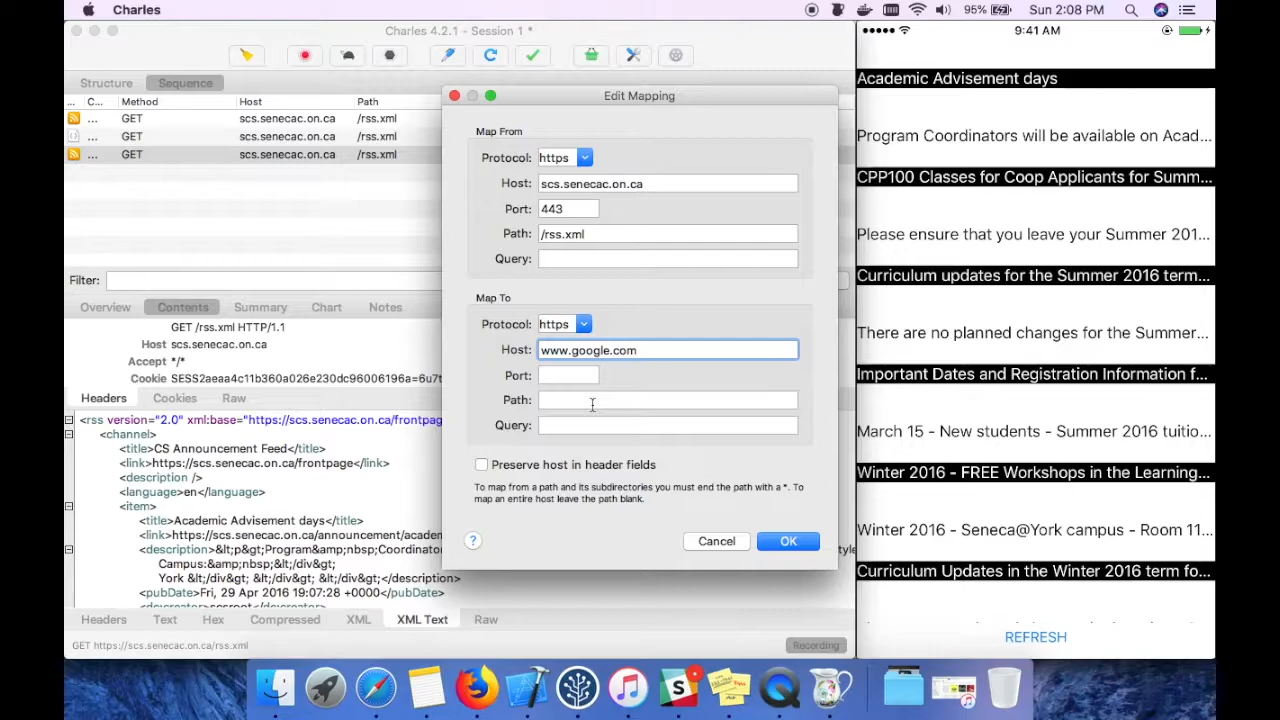 Charles
95%
Sun 2:08 PM
Charles 4.2.1 - Session 1 *
Structure
Sequence
... C... Method Host Path
... GET scs.senecac.on.ca /rss.xml
... GET scs.senecac.on.ca /rss.xml
... GET scs.senecac.on.ca /rss.xml
Filter:
Overview Contents Summary Chart Notes
GET /rss.xml HTTP/1.1
Host scs.senecac.on.ca
Accept */*
Cookie SESS2aeaa4c11b360a026e230dc96006196a=6u7t
Headers Cookies Raw
<rss version="2.0" xml:base="https://scs.senecac.on.ca/frontpag
<channel>
<title>CS Announcement Feed</title>
<link>https://scs.senecac.on.ca/frontpage</link>
<description />
<language>en</language>
<item>
<title>Academic Advisement days</title>
<link>https://scs.senecac.on.ca/announcement/academ
<description>&lt;p&gt;Program&amp;nbsp;Coordinator
Campus:&amp;nbsp;&lt;/div&gt;
York &lt;/div&gt; &lt;/div&gt; &lt;/div&gt;</description>
style
<pubDate>Fri, 29 Apr 2016 19:07:28 +0000</pubDate>
Headers Text Hex Compressed XML XML Text Raw
GET https://scs.senecac.on.ca/rss.xml
Recording
Edit Mapping
Map From
Protocol: https
Host: scs.senecac.on.ca
Port: 443
Path: /rss.xml
Query:
Map To
Protocol: https
Host: www.google.com
Port:
Path:
Query:
Preserve host in header fields
To map from a path and its subdirectories you must end the path with a *. To
map an entire host leave the path blank.
?
Cancel
OK
9:41 AM
Academic Advisement days
Program Coordinators will be available on Acad...
CPP100 Classes for Coop Applicants for Summ...
Please ensure that you leave your Summer 201...
Curriculum updates for the Summer 2016 term...
There are no planned changes for the Summer...
Important Dates and Registration Information f...
March 15 - New students - Summer 2016 tuitio...
Winter 2016 - FREE Workshops in the Learning...
Winter 2016 - Seneca@York campus - Room 11...
Curriculum Updates in the Winter 2016 term fo...
REFRESH